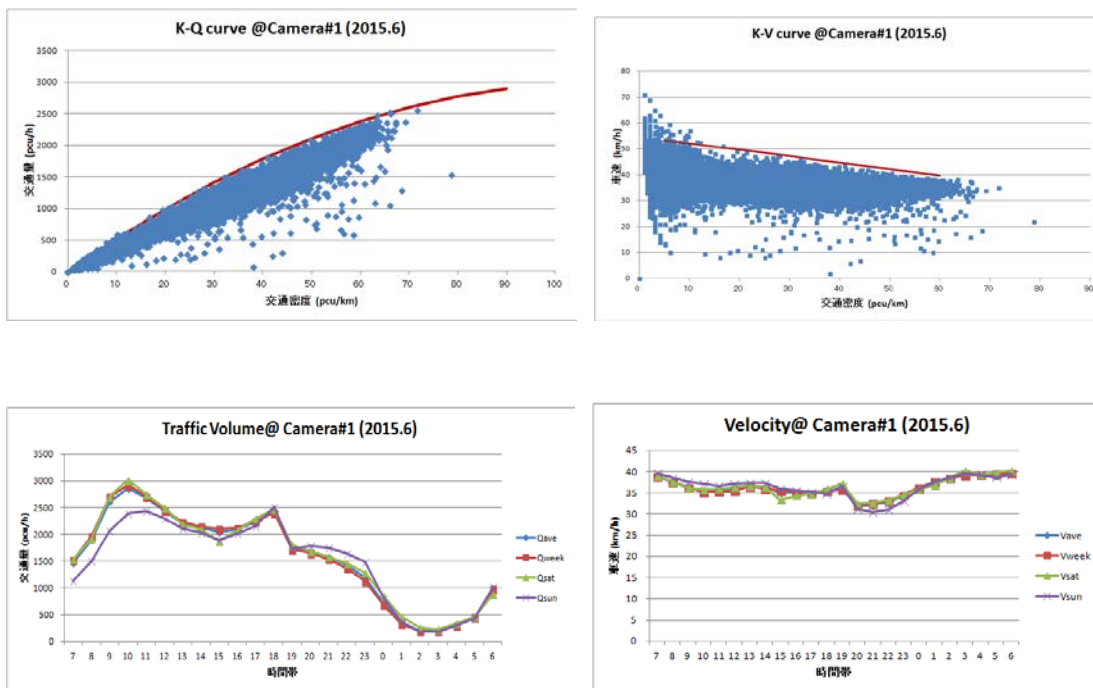 K-Q curve @Camera#1 (2015.6)
交通量 (pcu/h)
3500
3000
2500
2000
1500
1000
500
0
0 10 20 30 40 50 60 70 80 90
交通密度 (pcu/km)
K-V curve @Camera#1 (2015.6)
車速 (km/h)
80
70
60
50
40
30
20
10
0
0 10 20 30 40 50 60 70 80 90
交通密度 (pcu/km)
Traffic Volume@ Camera#1 (2015.6)
交通量 (pcu/h)
3500
3000
2500
2000
1500
1000
500
0
7 8 9 10 11 12 13 14 15 16 17 18 19 20 21 22 23 0 1 2 3 4 5 6
時間帯
Qave
Qweek
Qsat
Qsun
Velocity@ Camera#1 (2015.6)
車速 (km/h)
45
40
35
30
25
20
15
10
5
0
7 8 9 10 11 12 13 14 15 16 17 18 19 20 21 22 23 0 1 2 3 4 5 6
時間帯
Vave
Vweek
Vsat
Vsun